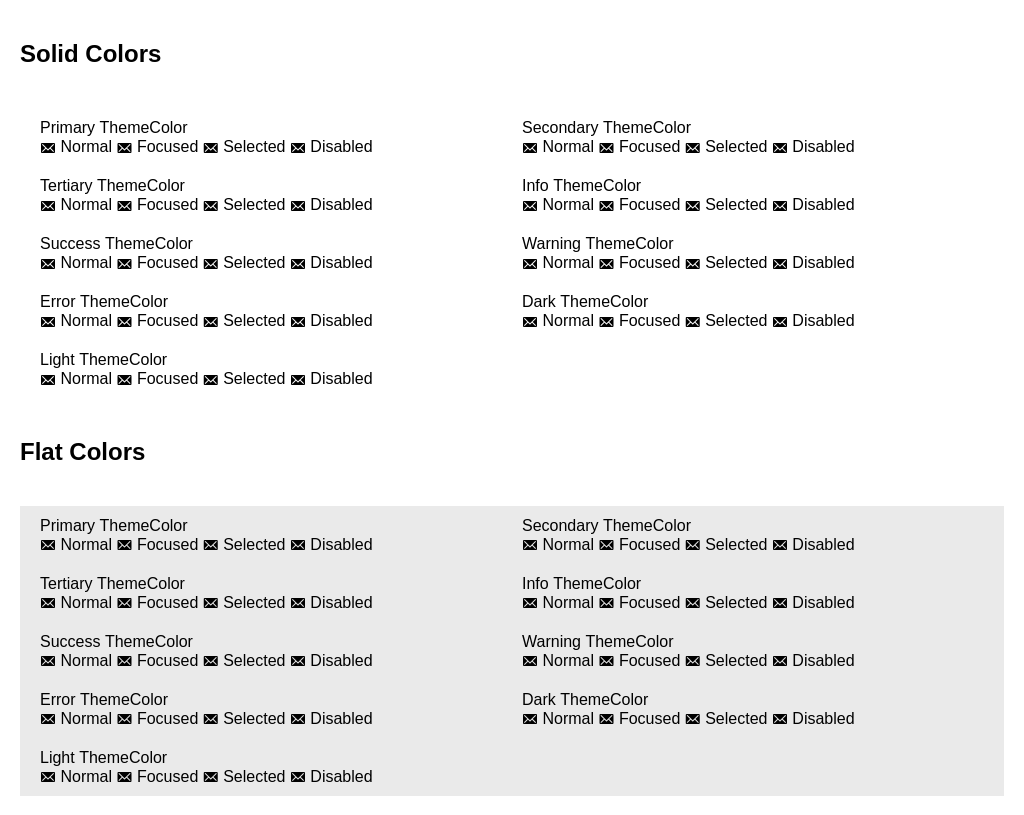 Solid Colors
Primary ThemeColor
Normal Focused Selected Disabled
Secondary ThemeColor
Normal Focused Selected Disabled
Tertiary ThemeColor
Normal Focused Selected Disabled
Info ThemeColor
Normal Focused Selected Disabled
Success ThemeColor
Normal Focused Selected Disabled
Warning ThemeColor
Normal Focused Selected Disabled
Error ThemeColor
Normal Focused Selected Disabled
Dark ThemeColor
Normal Focused Selected Disabled
Light ThemeColor
Normal Focused Selected Disabled
Flat Colors
Primary ThemeColor
Normal Focused Selected Disabled
Secondary ThemeColor
Normal Focused Selected Disabled
Tertiary ThemeColor
Normal Focused Selected Disabled
Info ThemeColor
Normal Focused Selected Disabled
Success ThemeColor
Normal Focused Selected Disabled
Warning ThemeColor
Normal Focused Selected Disabled
Error ThemeColor
Normal Focused Selected Disabled
Dark ThemeColor
Normal Focused Selected Disabled
Light ThemeColor
Normal Focused Selected Disabled